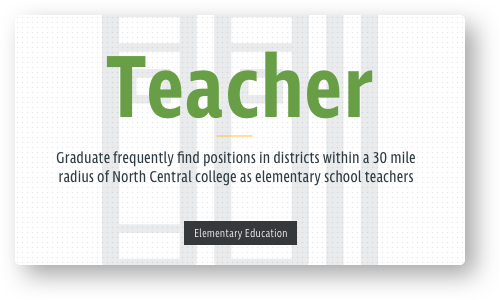 Teacher
Graduate frequently find positions in districts within a 30 mile
radius of North Central college as elementary school teachers
Elementary Education